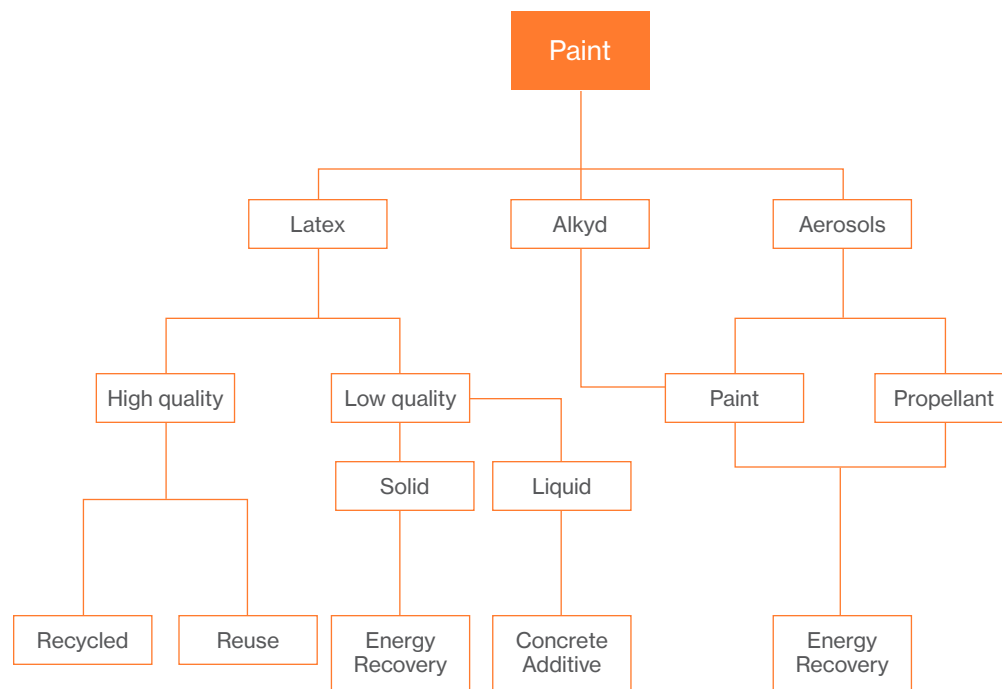 Paint
Latex
Alkyd
Aerosols
High quality
Low quality
Paint
Propellant
Solid
Liquid
Recycled
Reuse
Energy
Recovery
Concrete
Additive
Energy
Recovery